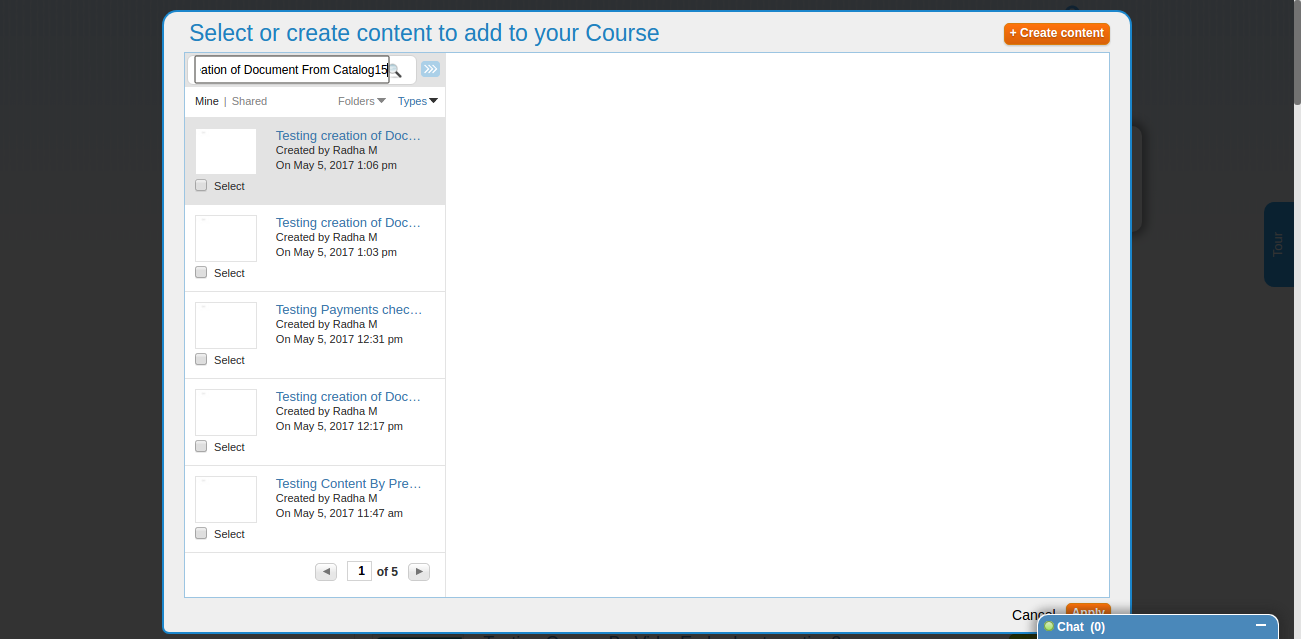 Select or create content to add to your Course
+ Create content
ation of Document From Catalog15
Mine | Shared
Folders
Types
Testing creation of Doc...
Created by Radha M
On May 5, 2017 1:06 pm
Select
Testing creation of Doc...
Created by Radha M
On May 5, 2017 1:03 pm
Select
Testing Payments chec...
Created by Radha M
On May 5, 2017 12:31 pm
Select
Testing creation of Doc...
Created by Radha M
On May 5, 2017 12:17 pm
Select
Testing Content By Pre...
Created by Radha M
On May 5, 2017 11:47 am
Select
1 of 5
Tour
Cancel
Apply
Chat (0)